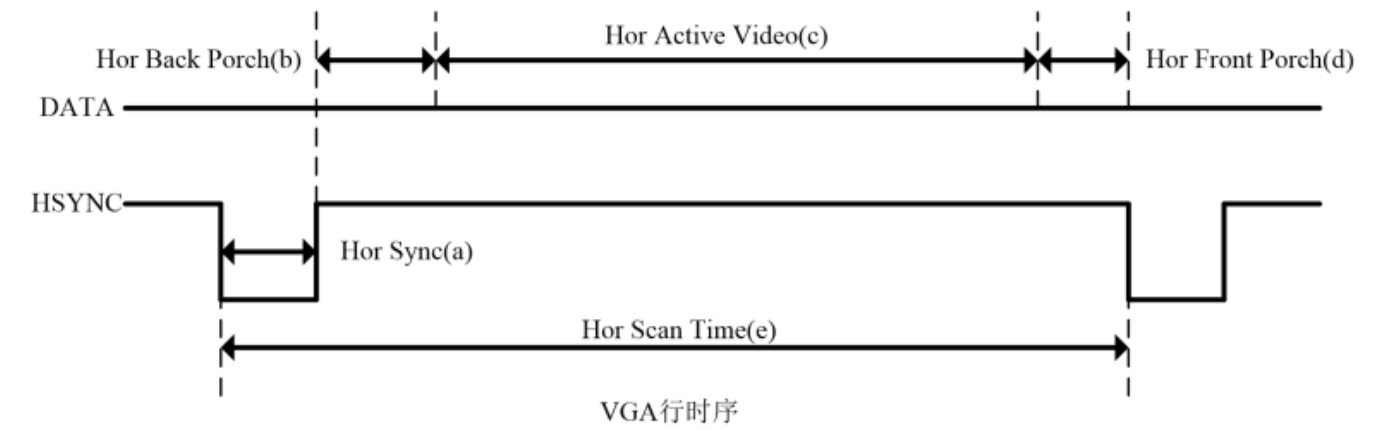 Hor Active Video(c)
Hor Back Porch(b)
Hor Front Porch(d)
DATA
HSYNC
Hor Sync(a)
Hor Scan Time(e)
VGA行时序